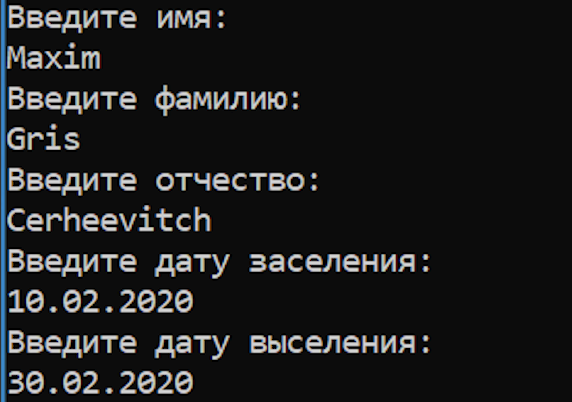 Введите имя:
Maxim
Введите фамилию:
Gris
Введите отчество:
Cerheevitch
Введите дату заселения:
10.02.2020
Введите дату выселения:
30.02.2020